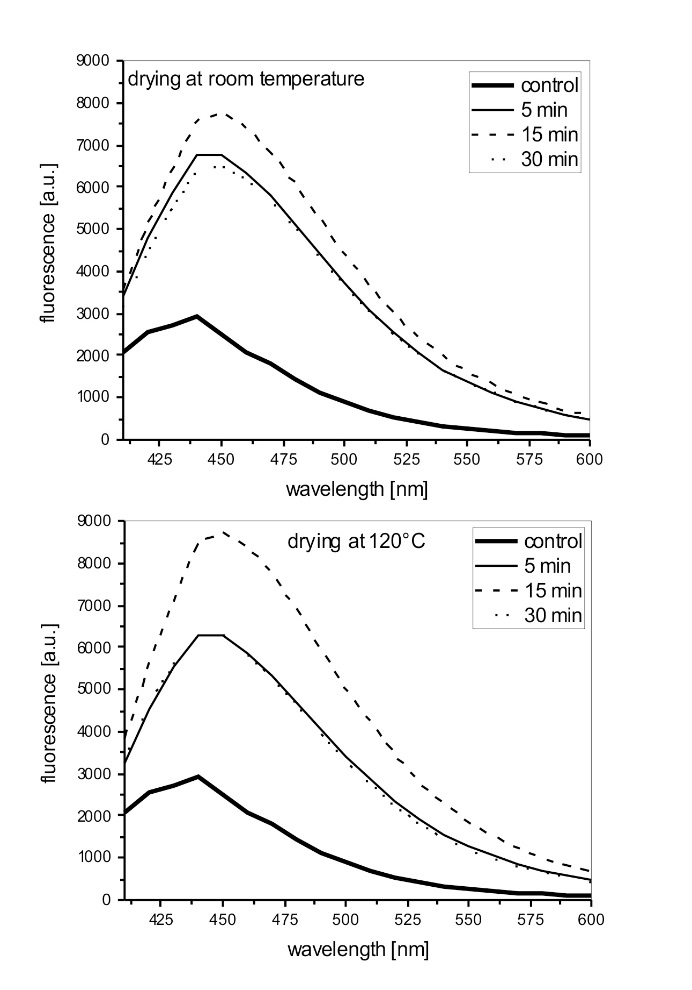 9000
drying at room temperature
control
8000
5 min
7000
15 min
30 min
6000
5000
4000
3000
2000
1000
0
fluorescence [a.u.]
425 450 475 500 525 550 575 600
wavelength [nm]
9000
drying at 120°C
control
8000
5 min
7000
15 min
30 min
6000
5000
4000
3000
2000
1000
0
fluorescence [a.u.]
425 450 475 500 525 550 575 600
wavelength [nm]